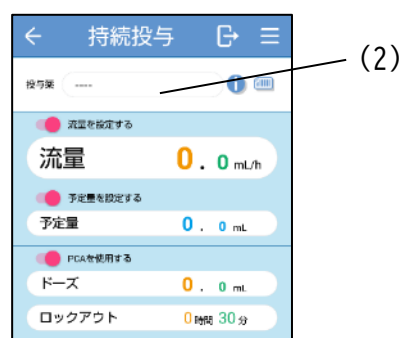 持続投与
投与薬 ----
(2)
流量を設定する
流量 0.0 mL/h
予定量を設定する
予定量 0.0 mL
PCAを使用する
ドーズ 0.0 mL
ロックアウト 0時間30分